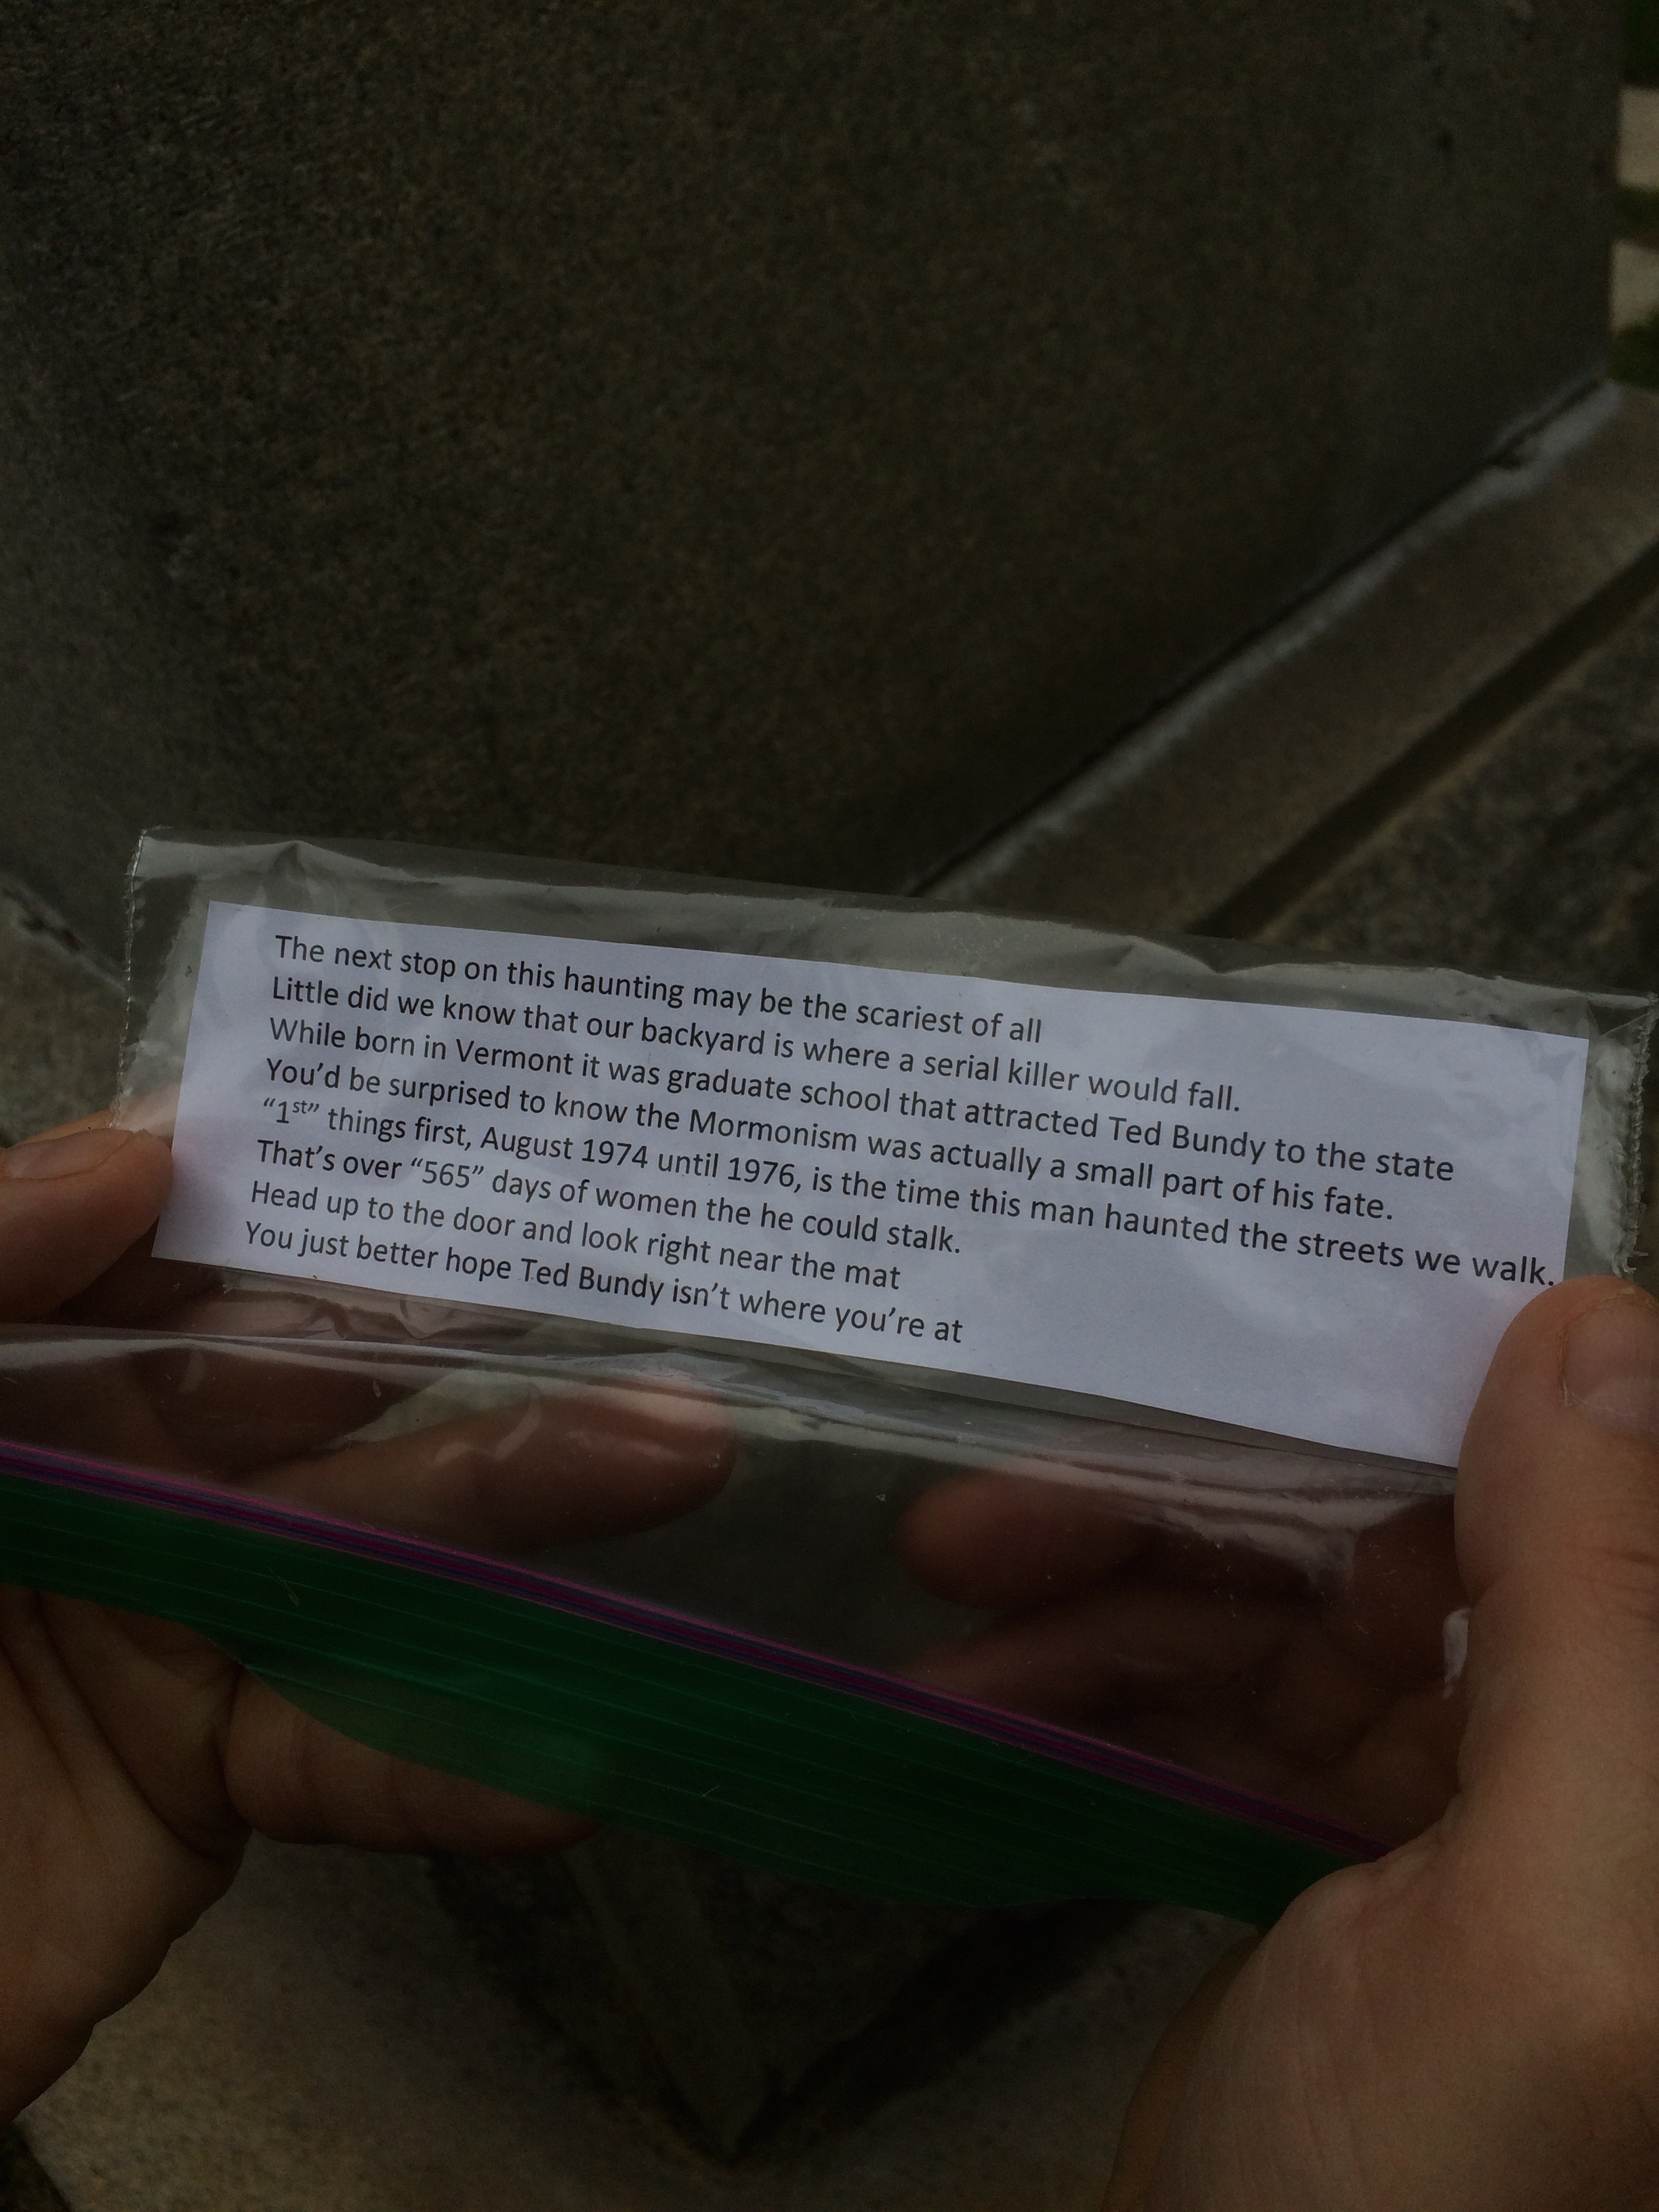 The next stop on this haunting may be the scariest of all
Little did we know that our backyard is where a serial killer would fall.
While born in Vermont it was graduate school that attracted Ted Bundy to the state
You’d be surprised to know the Mormonism was actually a small part of his fate.
“1st” things first, August 1974 until 1976, is the time this man haunted the streets we walk.
That’s over “565” days of women the he could stalk.
Head up to the door and look right near the mat
You just better hope Ted Bundy isn’t where you’re at